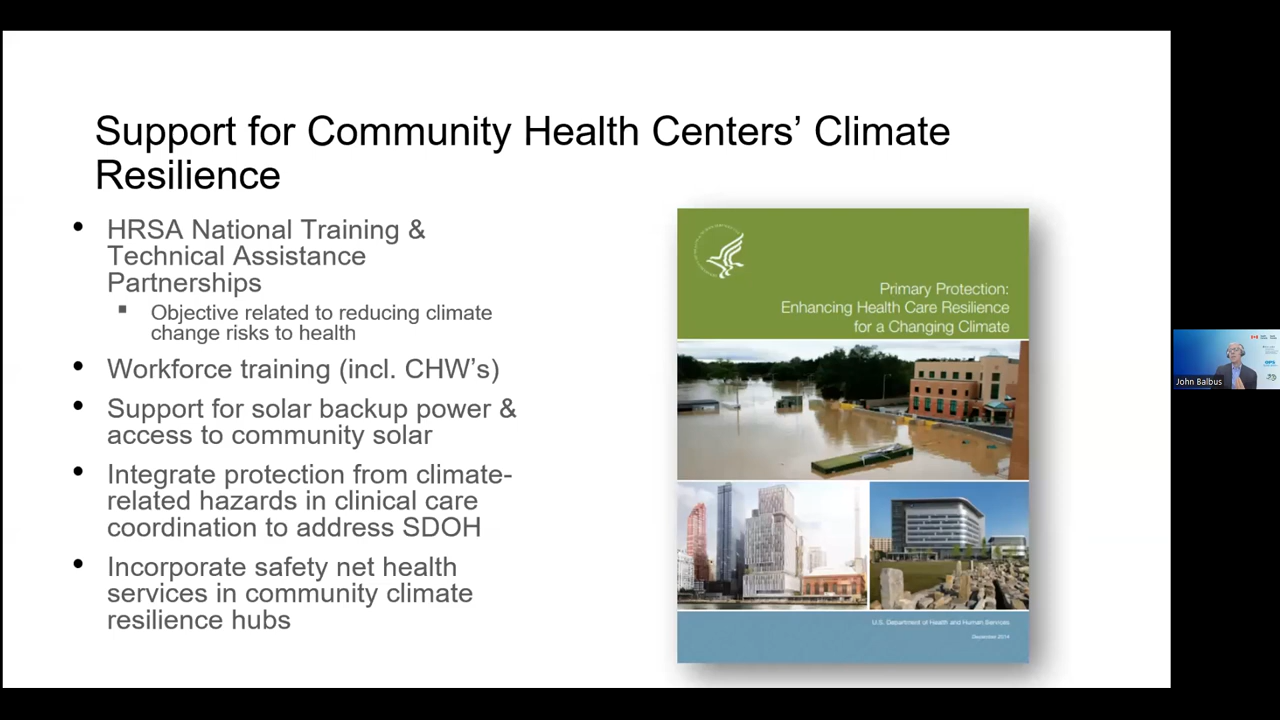 Support for Community Health Centers’ Climate
Resilience
• HRSA National Training &
Technical Assistance
Partnerships
▪ Objective related to reducing climate
change risks to health
• Workforce training (incl. CHW’s)
• Support for solar backup power &
access to community solar
• Integrate protection from climate-
related hazards in clinical care
coordination to address SDOH
• Incorporate safety net health
services in community climate
resilience hubs
Primary Protection:
Enhancing Health Care Resilience
for a Changing Climate
U.S. Department of Health and Human Services
September 2014
John Balbus